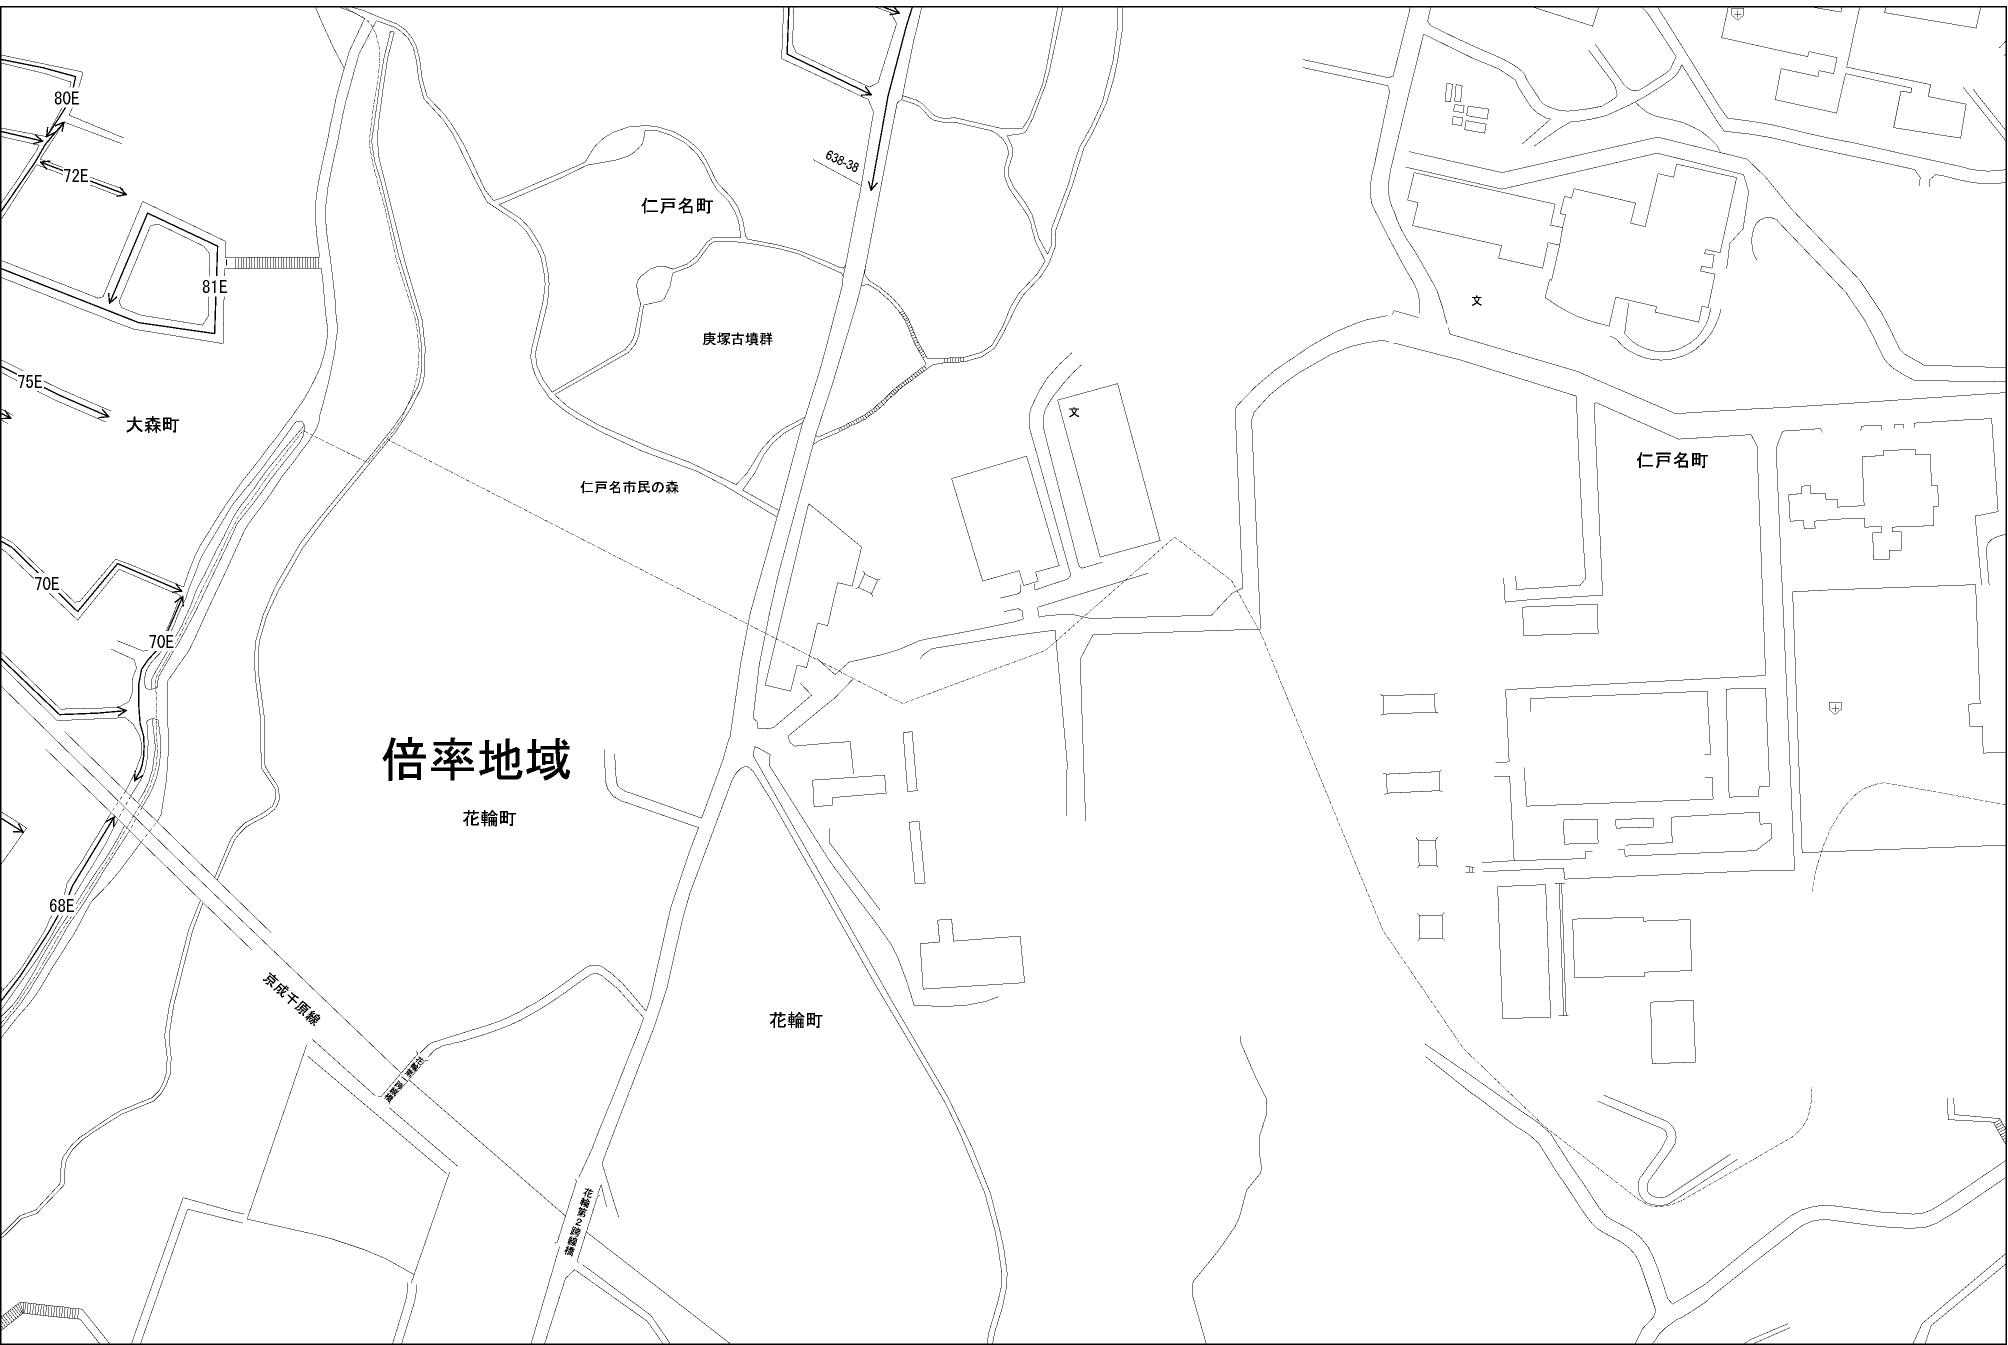 80E
638-38
72E
仁戸名町
81E
文
庚塚古墳群
75E
文
大森町
仁戸名町
仁戸名市民の森
70E
70E
倍率地域
花輪町
68E
京成千原線
花輪町
花輪第2跨線橋